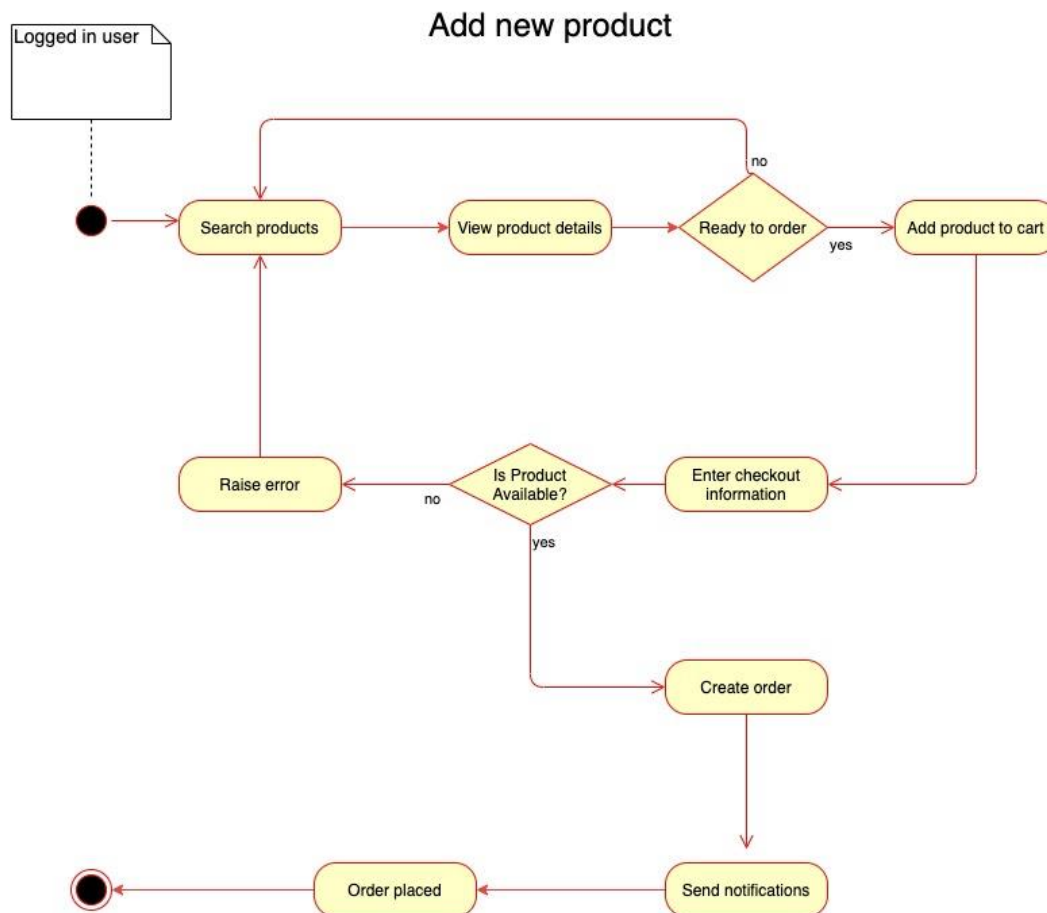 Add new product
Logged in user
no
Search products
View product details
Ready to order
yes
Add product to cart
Raise error
no
Is Product
Available?
Enter checkout
information
yes
Create order
Order placed
Send notifications